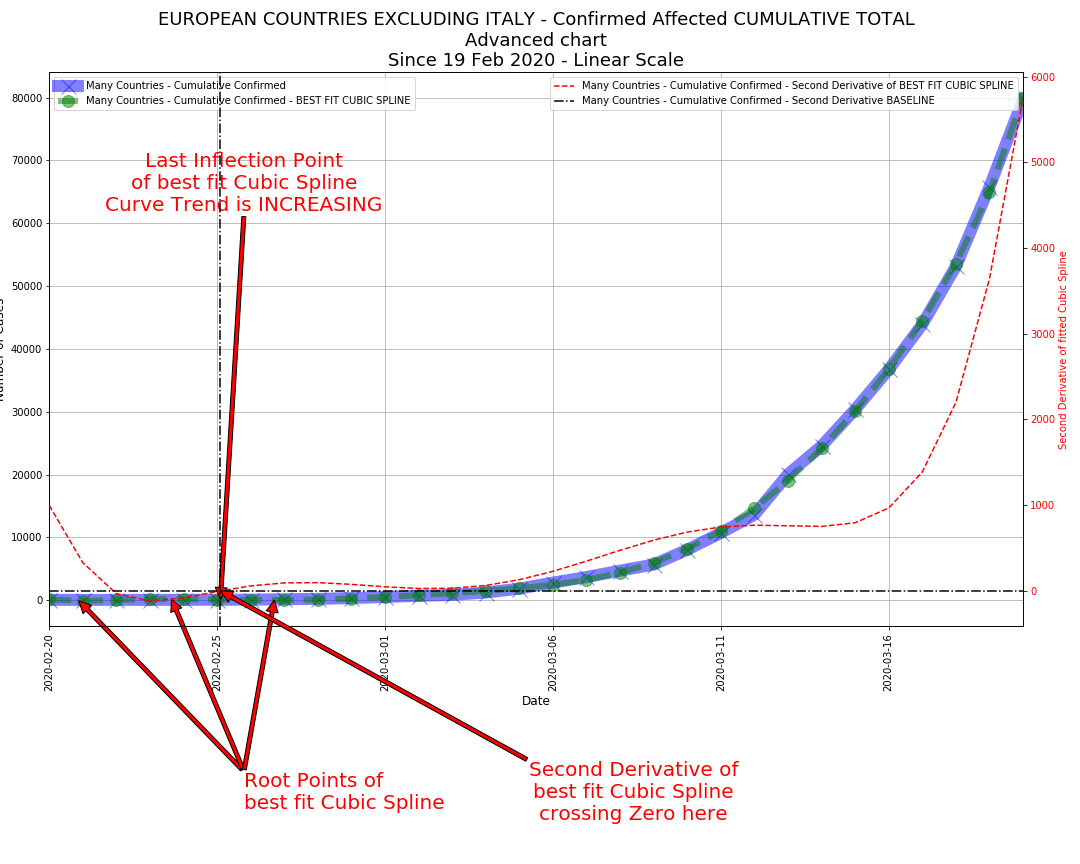 EUROPEAN COUNTRIES EXCLUDING ITALY - Confirmed Affected CUMULATIVE TOTAL
Advanced chart
Since 19 Feb 2020 - Linear Scale
Many Countries - Cumulative Confirmed
Many Countries - Cumulative Confirmed - BEST FIT CUBIC SPLINE
Many Countries - Cumulative Confirmed - Second Derivative of BEST FIT CUBIC SPLINE
Many Countries - Cumulative Confirmed - Second Derivative BASELINE
80000
70000
60000
50000
40000
30000
20000
10000
0
Last Inflection Point
of best fit Cubic Spline
Curve Trend is INCREASING
6000
5000
4000
3000
2000
1000
0
Second Derivative of fitted Cubic Spline
2020-02-20
2020-02-25
2020-03-01
2020-03-06
2020-03-11
2020-03-16
Date
Root Points of
best fit Cubic Spline
Second Derivative of
best fit Cubic Spline
crossing Zero here